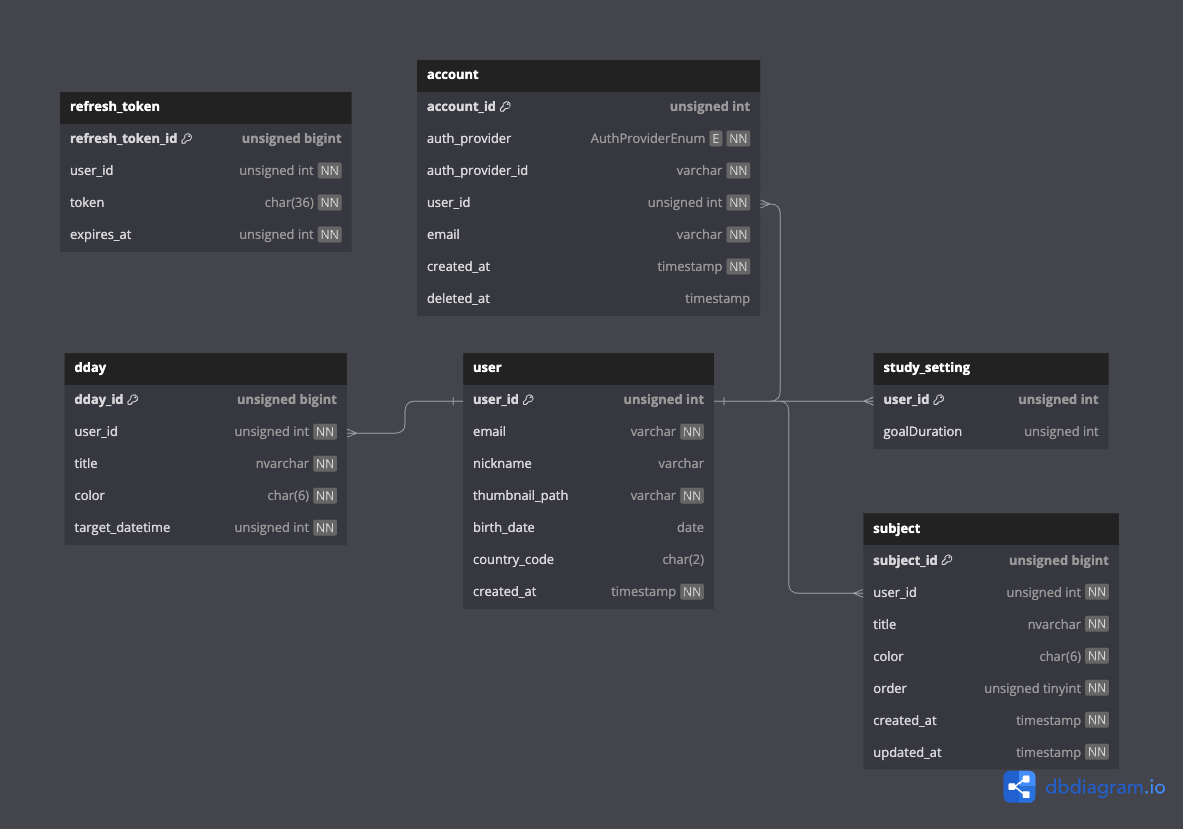 refresh_token
refresh_token_id unsigned bigint
user_id unsigned int NN
token char(36) NN
expires_at unsigned int NN
account
account_id unsigned int
auth_provider AuthProviderEnum E NN
auth_provider_id varchar NN
user_id unsigned int NN
email varchar NN
created_at timestamp NN
deleted_at timestamp
dday
dday_id unsigned bigint
user_id unsigned int NN
title nvarchar NN
color char(6) NN
target_datetime unsigned int NN
user
user_id unsigned int
email varchar NN
nickname varchar
thumbnail_path varchar NN
birth_date date
country_code char(2)
created_at timestamp NN
study_setting
user_id unsigned int
goalDuration unsigned int
subject
subject_id unsigned bigint
user_id unsigned int NN
title nvarchar NN
color char(6) NN
order unsigned tinyint NN
created_at timestamp NN
updated_at timestamp NN
dbdiagram.io